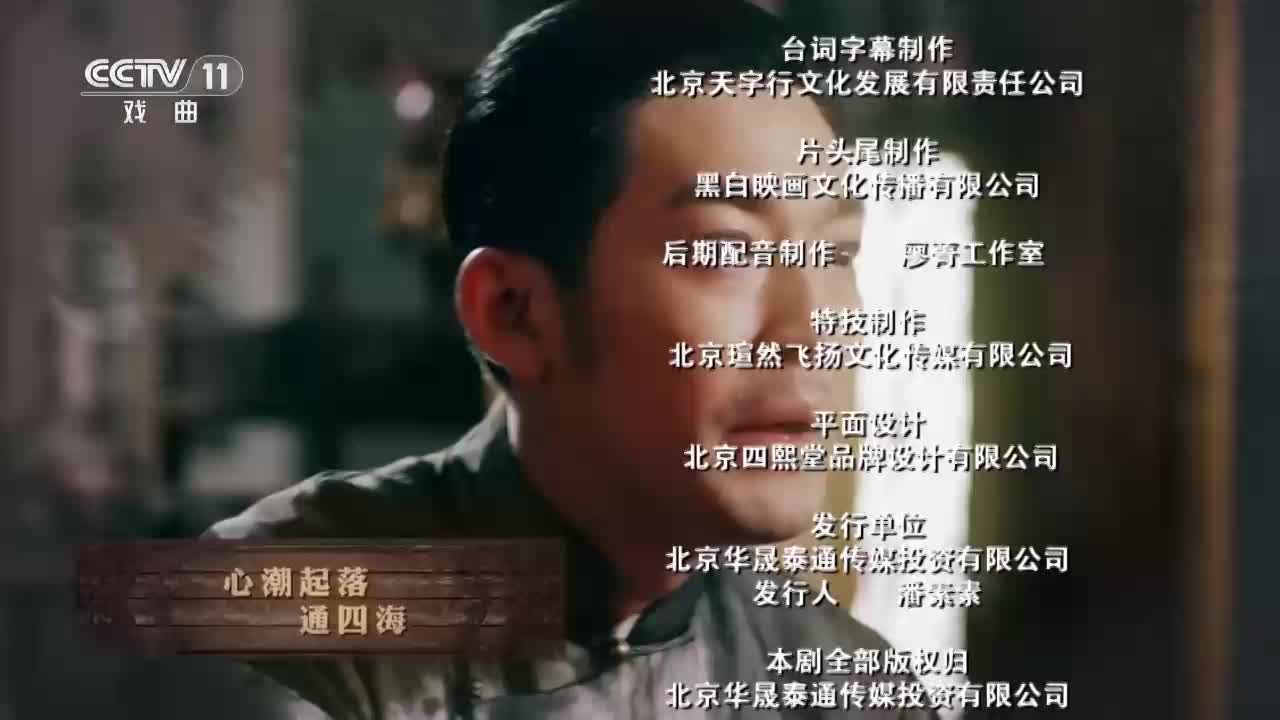 CCTV 11
戏曲
台词字幕制作
北京天宇行文化发展有限责任公司
片头尾制作
黑白映画文化传播有限公司
后期配音制作 廖菁工作室
特技制作
北京瑄然飞扬文化传媒有限公司
平面设计
北京四熙堂品牌设计有限公司
发行单位
北京华晟泰通传媒投资有限公司
发行人 潘素素
本剧全部版权归
北京华晟泰通传媒投资有限公司
心潮起落
通四海